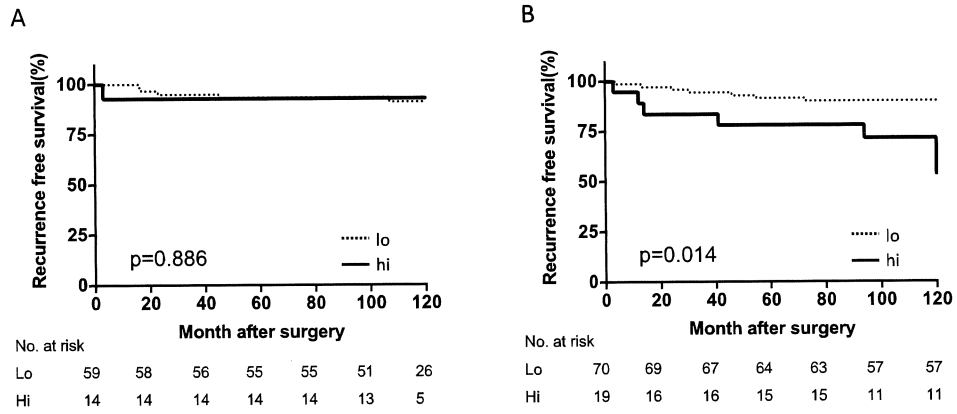 A
Recurrence free survival(%)
100
75
50
25
0
lo
hi
p=0.886
0 20 40 60 80 100 120
Month after surgery
No. at risk
Lo 59 58 56 55 55 51 26
Hi 14 14 14 14 14 13 5
B
Recurrence free survival(%)
100
75
50
25
0
lo
hi
p=0.014
0 20 40 60 80 100 120
Month after surgery
No. at risk
Lo 70 69 67 64 63 57 57
Hi 19 16 16 15 15 11 11